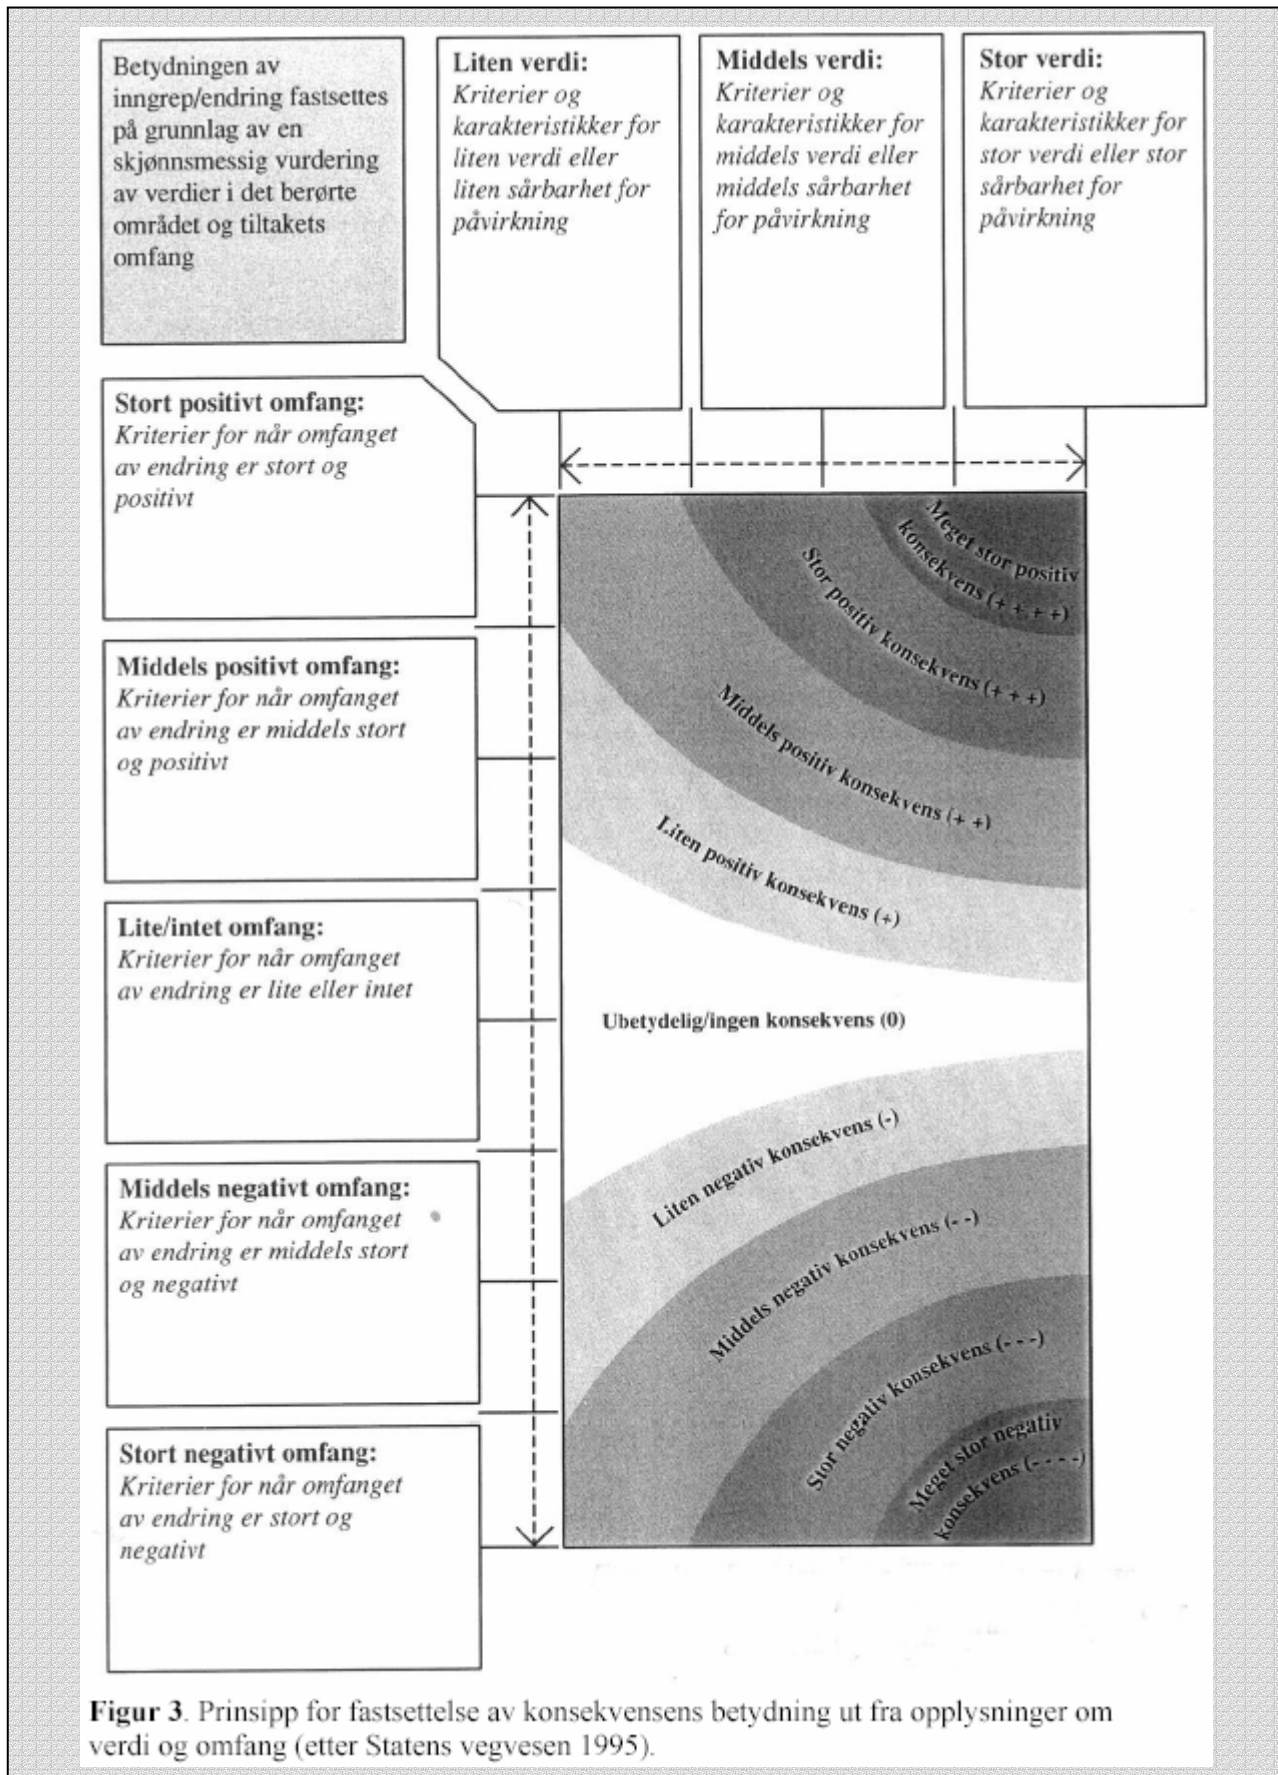 Betydningen av
inngrep/endring fastsettes
på grunnlag av en
skjønnsmessig vurdering
av verdier i det berørte
området og tiltakets
omfang
Liten verdi:
Kriterier og
karakteristikker for
liten verdi eller
liten sårbarhet for
påvirkning
Middels verdi:
Kriterier og
karakteristikker for
middels verdi eller
middels sårbarhet
for påvirkning
Stor verdi:
Kriterier og
karakteristikker for
stor verdi eller stor
sårbarhet for
påvirkning
Stort positivt omfang:
Kriterier for når omfanget
av endring er stort og
positivt
Middels positivt omfang:
Kriterier for når omfanget
av endring er middels stort
og positivt
Lite/intet omfang:
Kriterier for når omfanget
av endring er lite eller intet
Middels negativt omfang:
Kriterier for når omfanget
av endring er middels stort
og negativt
Stort negativt omfang:
Kriterier for når omfanget
av endring er stort og
negativt
Meget stor positiv
konsekvens (+ + + +)
Stor positiv konsekvens (+ + +)
Middels positiv konsekvens (+ +)
Liten positiv konsekvens (+)
Ubetydelig/ingen konsekvens (0)
Liten negativ konsekvens (-)
Middels negativ konsekvens (- -)
Stor negativ konsekvens (- - -)
Meget stor negativ
konsekvens (- - - -)
Figur 3. Prinsipp for fastsettelse av konsekvensens betydning ut fra opplysninger om
verdi og omfang (etter Statens vegvesen 1995).